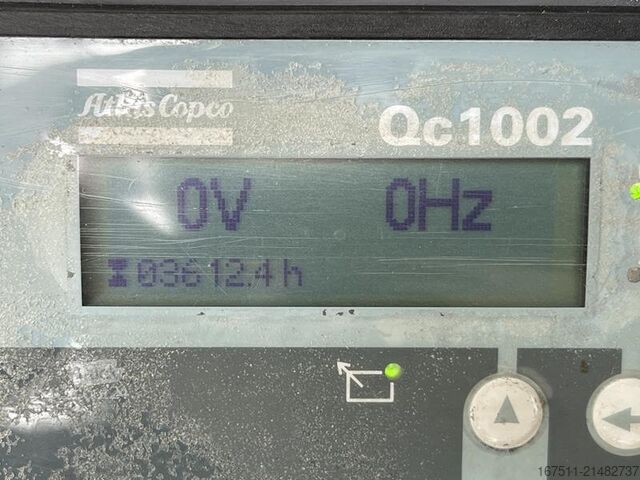 Atlas Copco
Qc1002
0V 0Hz
03612.4 h
167511-21482737